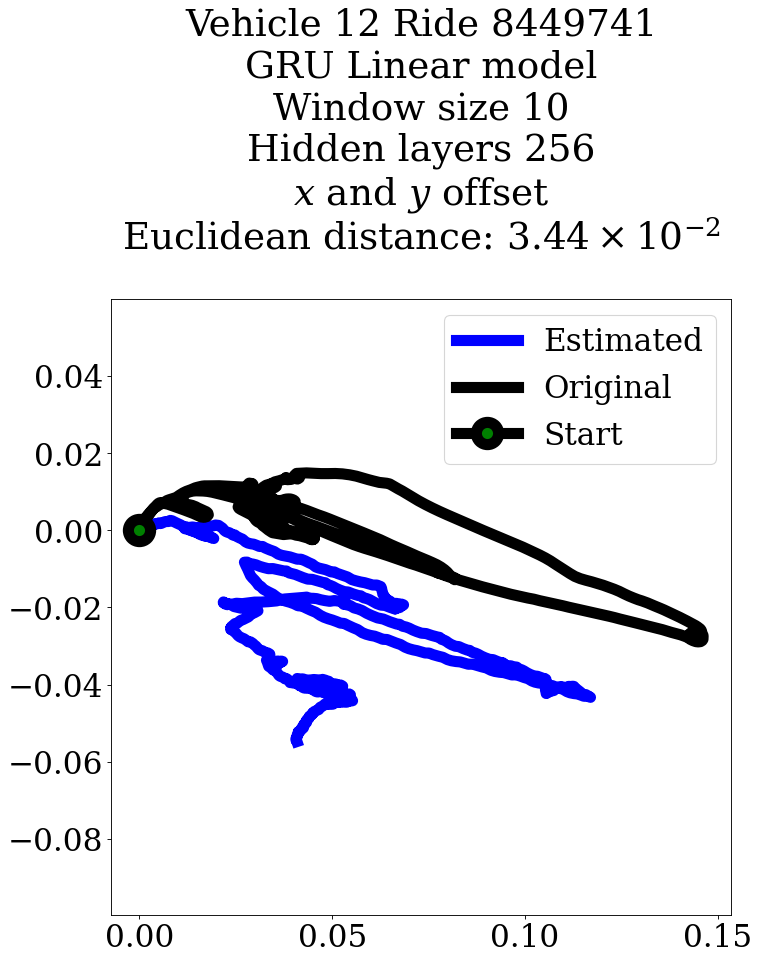 Vehicle 12 Ride 8449741
GRU Linear model
Window size 10
Hidden layers 256
x and y offset
Euclidean distance: 3.44 × 10⁻²
Estimated
Original
Start
0.04
0.02
0.00
−0.02
−0.04
−0.06
−0.08
0.00 0.05 0.10 0.15